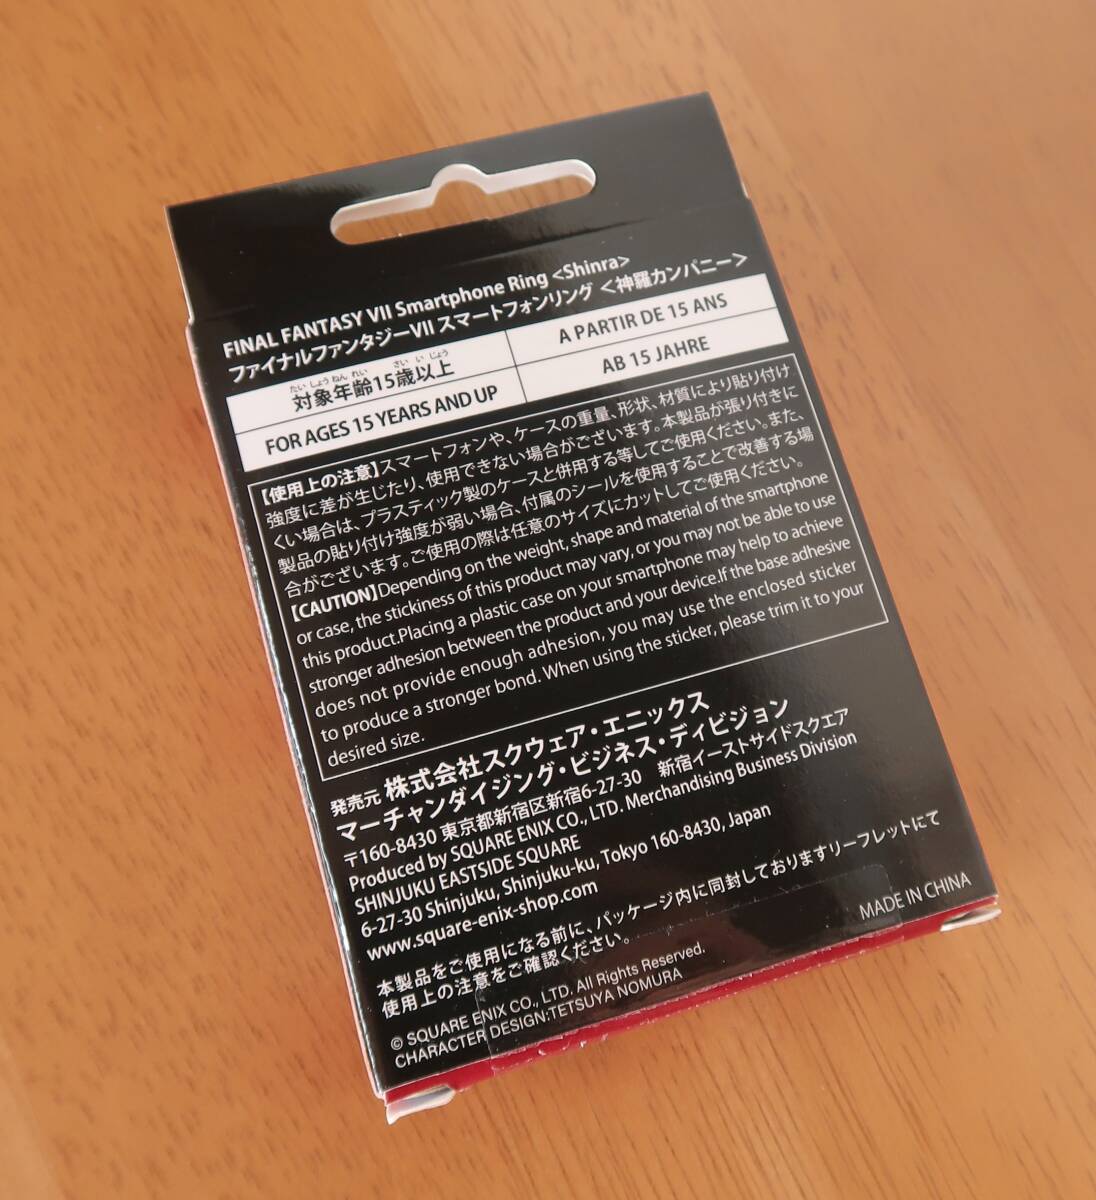 FINAL FANTASY VII Smartphone Ring <Shinra>
ファイナルファンタジーVII スマートフォンリング <神羅カンパニー>
たいしょうねんれい さいいじょう
対象年齢15歳以上
A PARTIR DE 15 ANS
FOR AGES 15 YEARS AND UP
AB 15 JAHRE
【使用上の注意】スマートフォンや、ケースの重量、形状、材質により貼り付け
強度に差が生じたり、使用できない場合がございます。本製品が張り付きに
くい場合は、プラスティック製のケースと併用する等してご使用ください。また、
製品の貼り付け強度が弱い場合、付属のシールを使用することで改善する場
合がございます。ご使用の際は任意のサイズにカットしてご使用ください。
【CAUTION】Depending on the weight, shape and material of the smartphone
or case, the stickiness of this product may vary, or you may not be able to use
this product.Placing a plastic case on your smartphone may help to achieve
stronger adhesion between the product and your device.If the base adhesive
does not provide enough adhesion, you may use the enclosed sticker
to produce a stronger bond. When using the sticker, please trim it to your
desired size.
発売元 株式会社スクウェア・エニックス
マーチャンダイジング・ビジネス・ディビジョン
〒160-8430 東京都新宿区新宿6-27-30 新宿イーストサイドスクエア
Produced by SQUARE ENIX CO., LTD. Merchandising Business Division
SHINJUKU EASTSIDE SQUARE
6-27-30 Shinjuku, Shinjuku-ku, Tokyo 160-8430, Japan
www.square-enix-shop.com
本製品をご使用になる前に、パッケージ内に同封しておりますリーフレットにて
使用上の注意をご確認ください。
MADE IN CHINA
© SQUARE ENIX CO., LTD. All Rights Reserved.
CHARACTER DESIGN:TETSUYA NOMURA